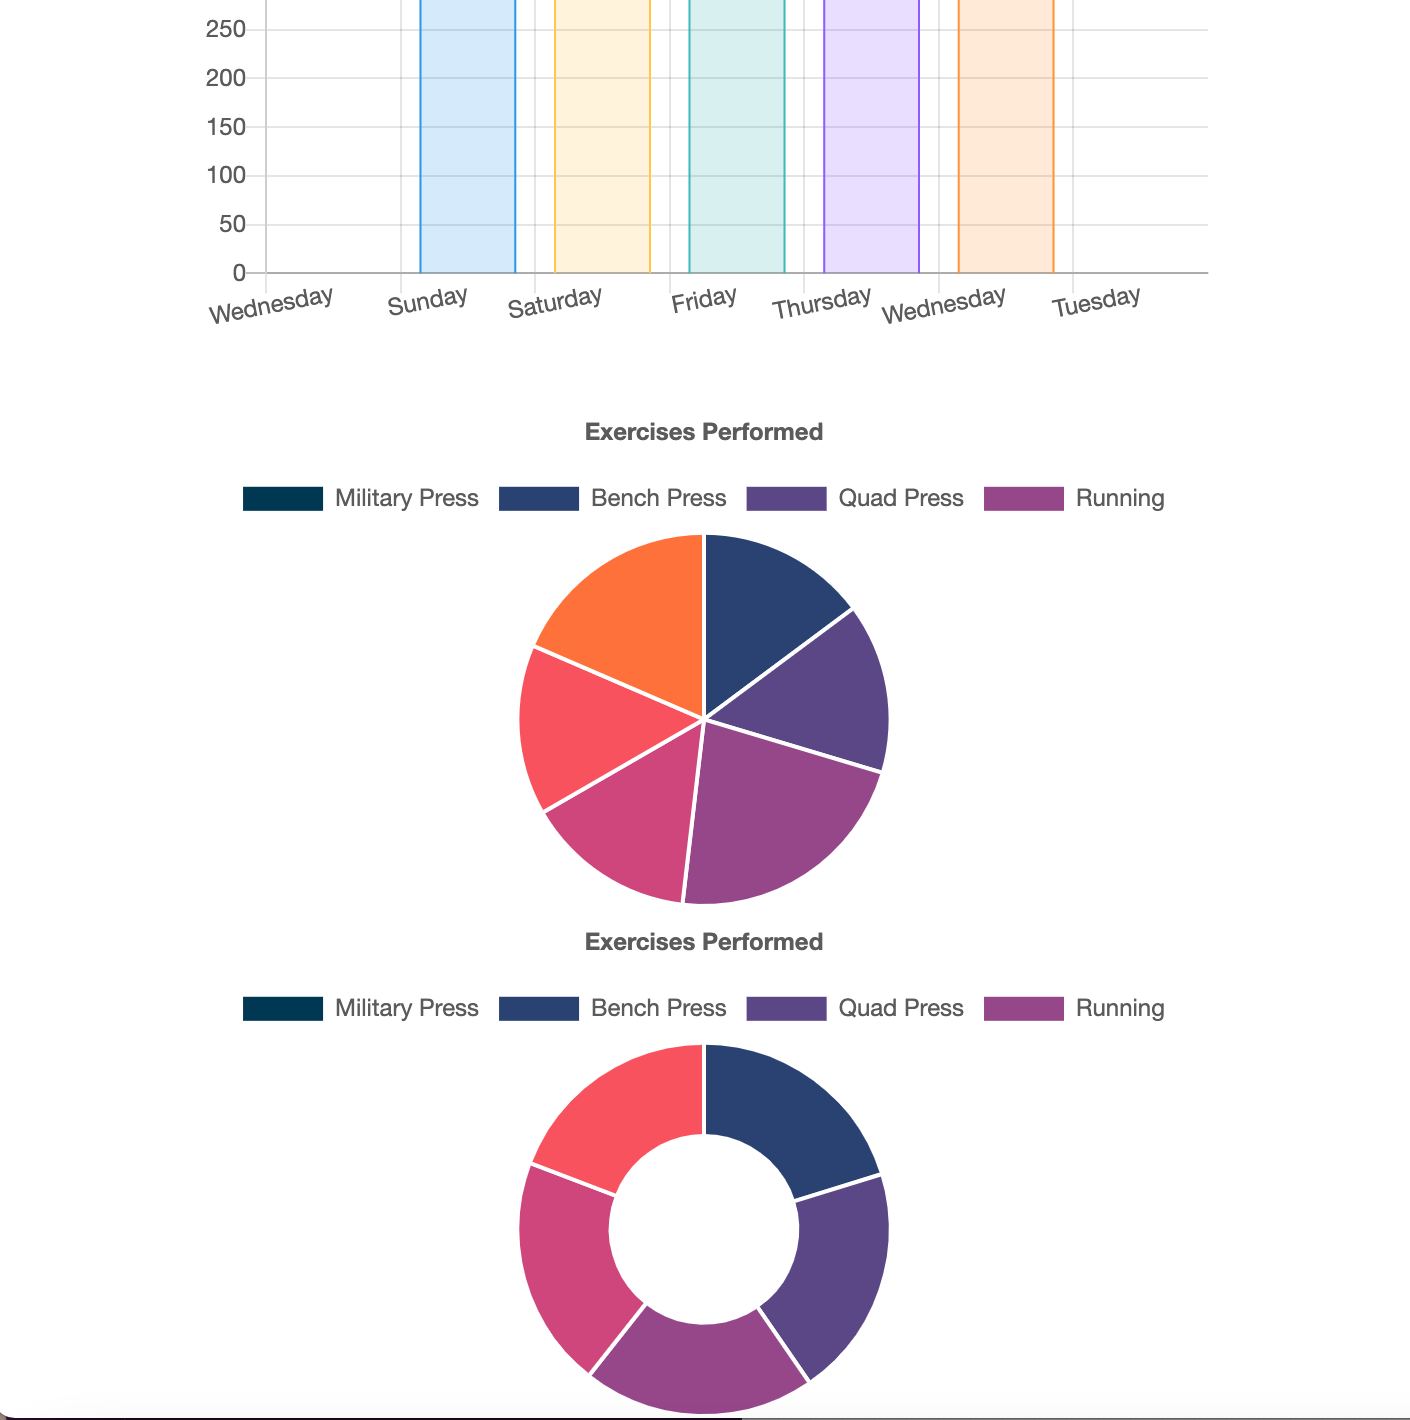 250
200
150
100
50
0
Wednesday Sunday Saturday Friday Thursday Wednesday Tuesday
Exercises Performed
Military Press Bench Press Quad Press Running
Exercises Performed
Military Press Bench Press Quad Press Running